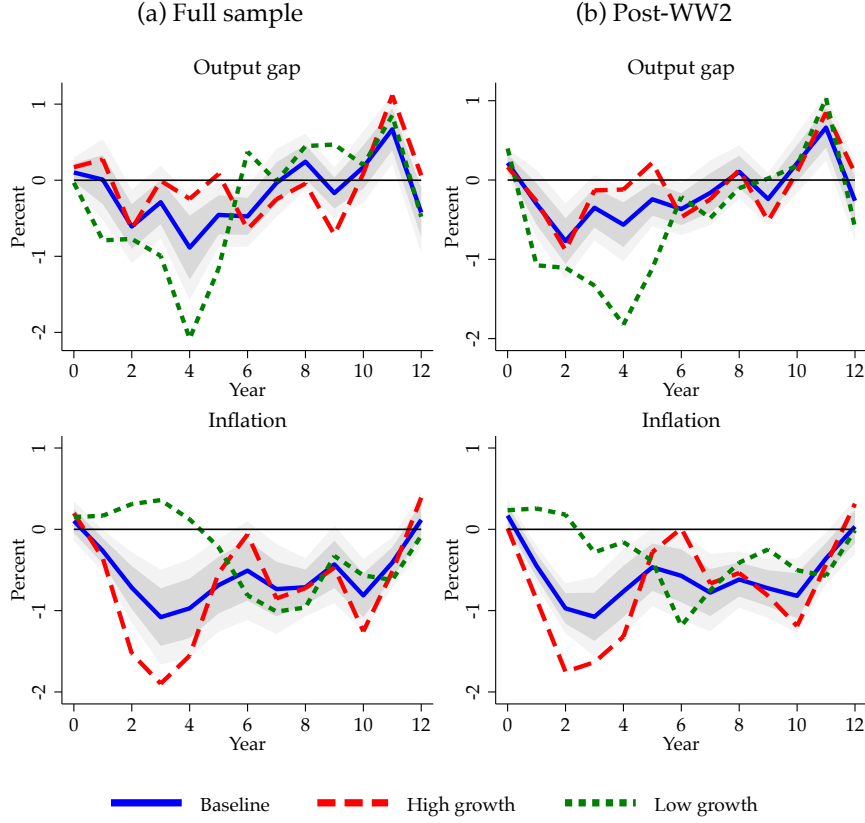 (a) Full sample
(b) Post-WW2
Output gap
Percent
1
0
-1
-2
0 2 4 6 8 10 12
Year
Output gap
Percent
1
0
-1
-2
0 2 4 6 8 10 12
Year
Inflation
Percent
1
0
-1
-2
0 2 4 6 8 10 12
Year
Inflation
Percent
1
0
-1
-2
0 2 4 6 8 10 12
Year
Baseline High growth Low growth